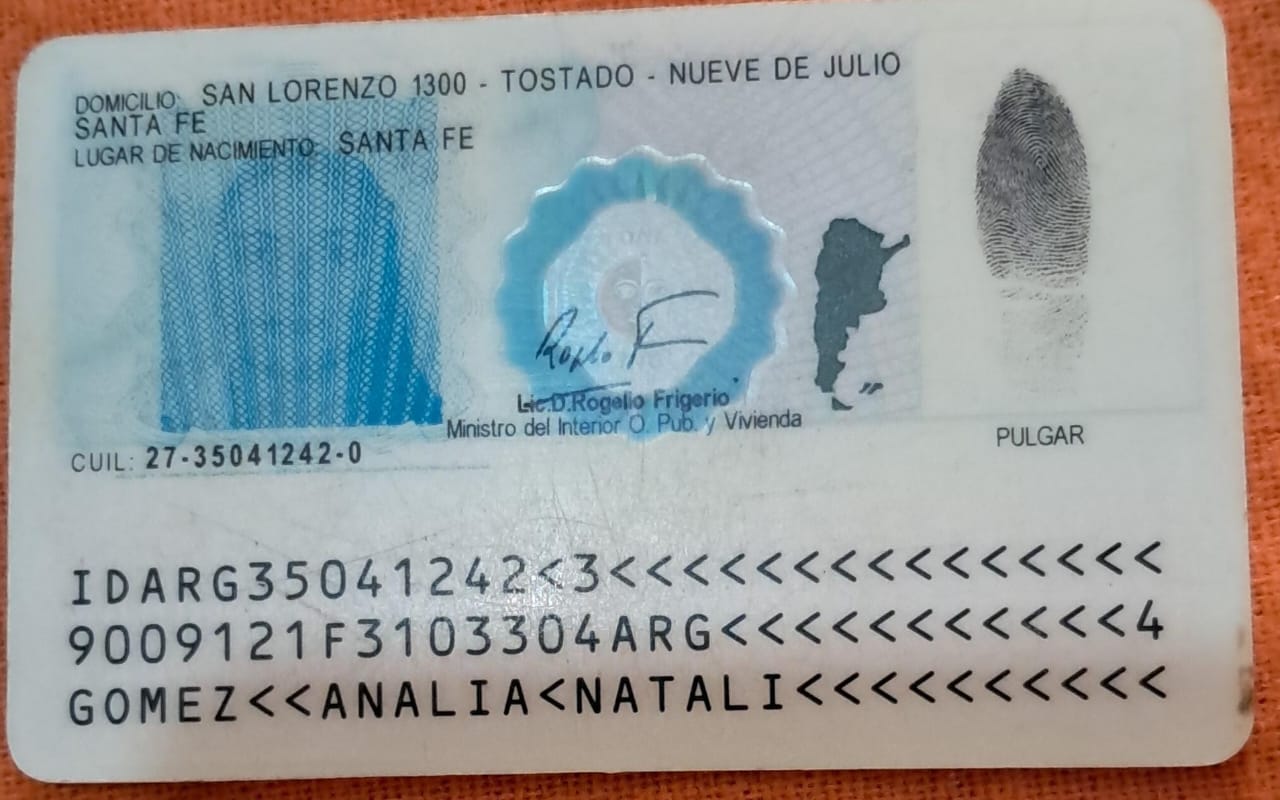 DOMICILIO: SAN LORENZO 1300 - TOSTADO - NUEVE DE JULIO
SANTA FE
LUGAR DE NACIMIENTO: SANTA FE
Lic.D.Rogelio Frigerio
Ministro del Interior O. Pub. y Vivienda
PULGAR
CUIL: 27-35041242-0
IDARG35041242<3<<<<<<<<<<<<<<<
9009121F3103304ARG<<<<<<<<<<<4
GOMEZ<<ANALIA<NATALI<<<<<<<<<<